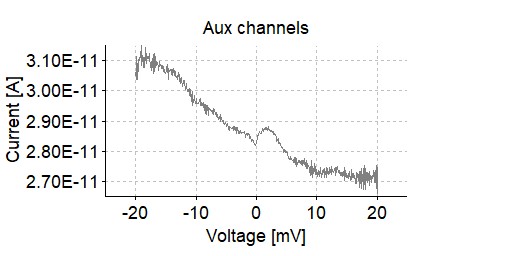 Aux channels
Current [A]
3.10E-11
3.00E-11
2.90E-11
2.80E-11
2.70E-11
-20 -10 0 10 20
Voltage [mV]